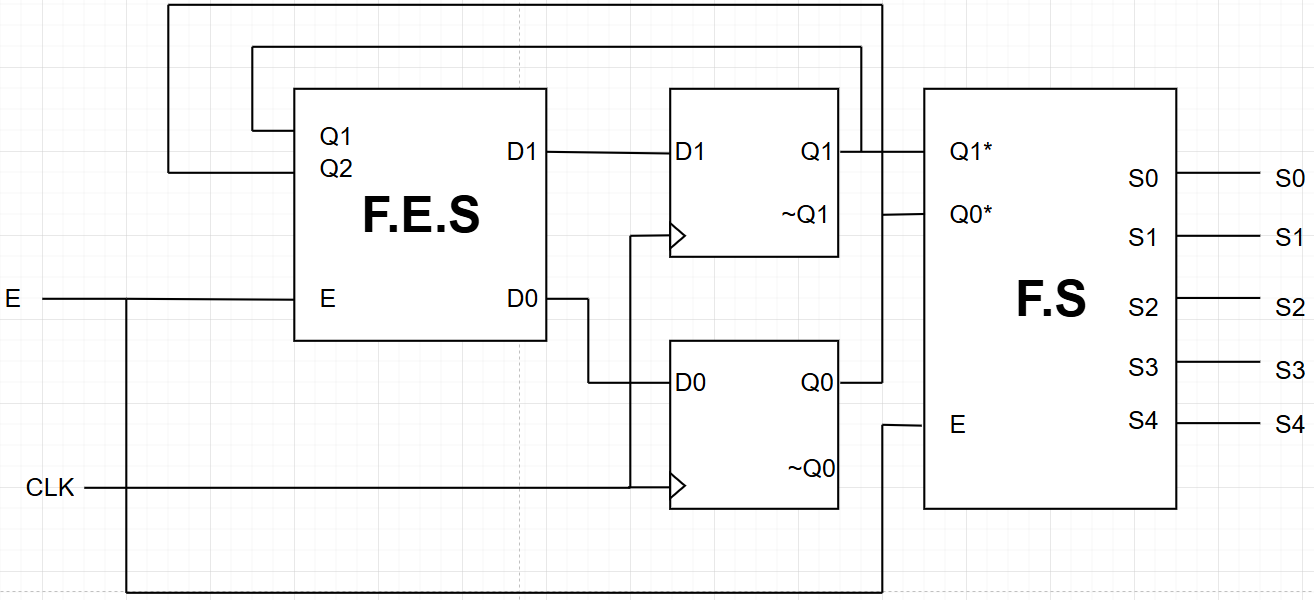 Q1
Q2
F.E.S
D1
E
D0
D1
Q1
~Q1
D0
Q0
~Q0
Q1*
Q0*
F.S
E
S0
S1
S2
S3
S4
S0
S1
S2
S3
S4
E
CLK